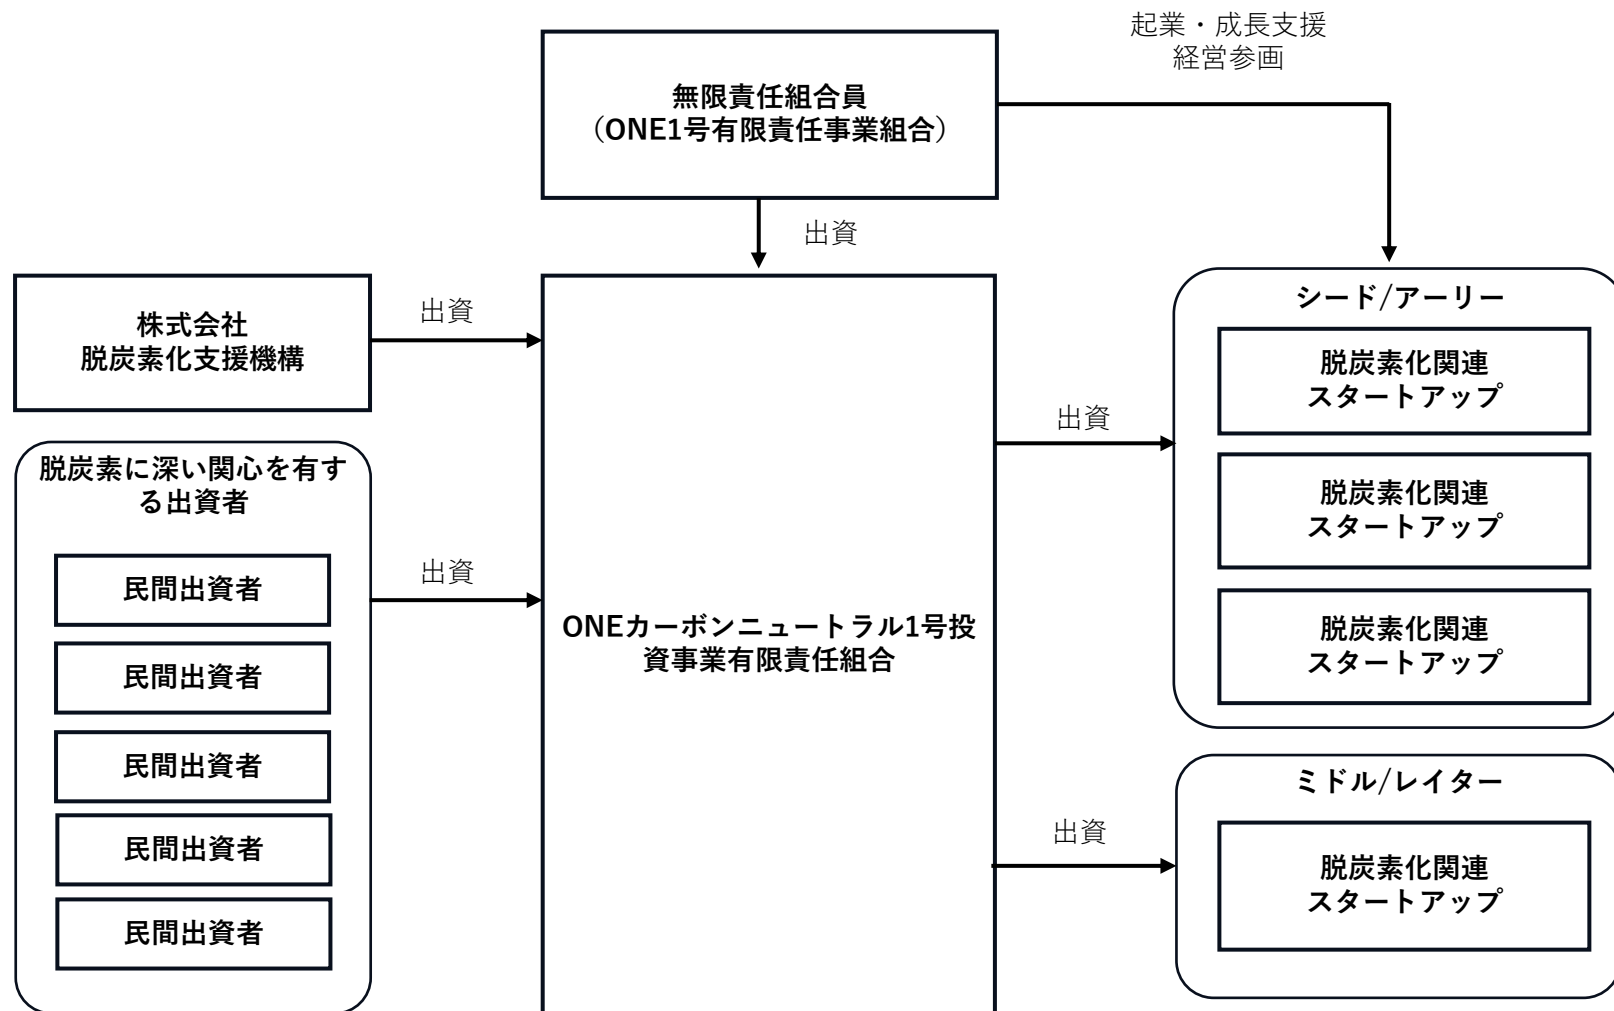 起業・成長支援
経営参画
無限責任組合員
（ONE1号有限責任事業組合）
出資
株式会社
脱炭素化支援機構
出資
脱炭素に深い関心を有す
る出資者
民間出資者
民間出資者
民間出資者
民間出資者
民間出資者
出資
ONEカーボンニュートラル1号投
資事業有限責任組合
出資
シード/アーリー
脱炭素化関連
スタートアップ
脱炭素化関連
スタートアップ
脱炭素化関連
スタートアップ
出資
ミドル/レイター
脱炭素化関連
スタートアップ